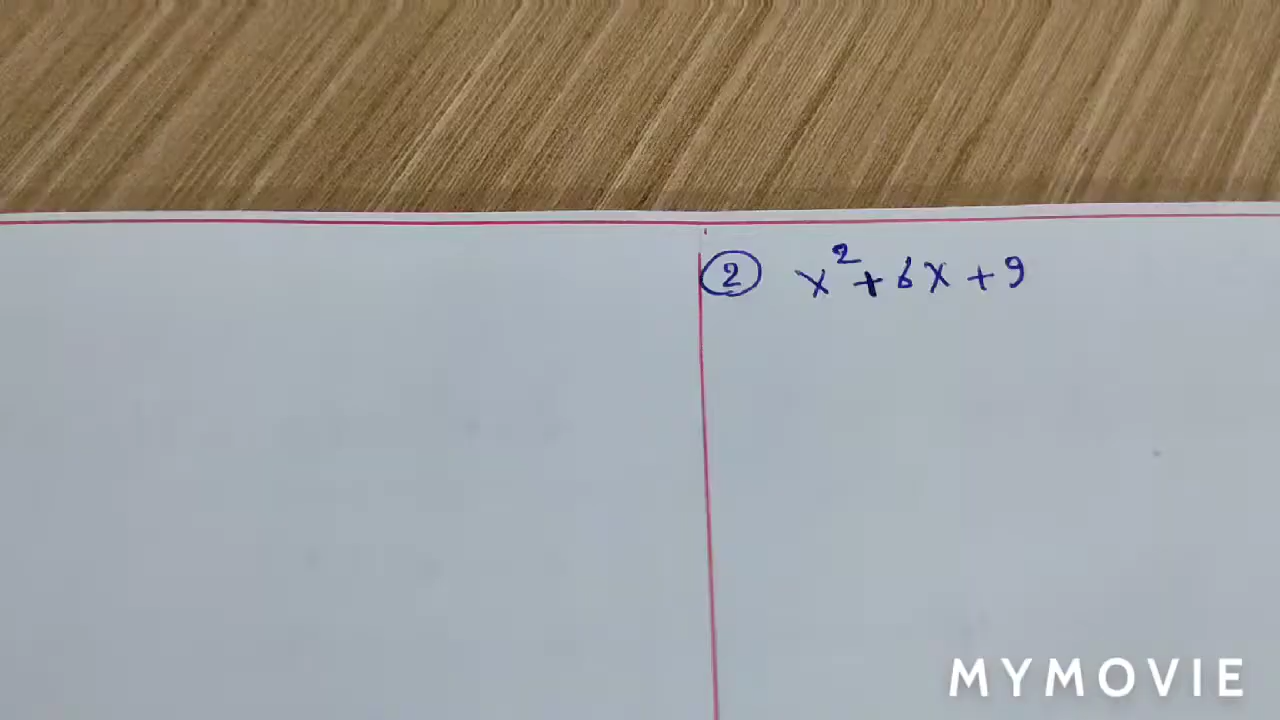 ② x² + 6x + 9
MYMOVIE